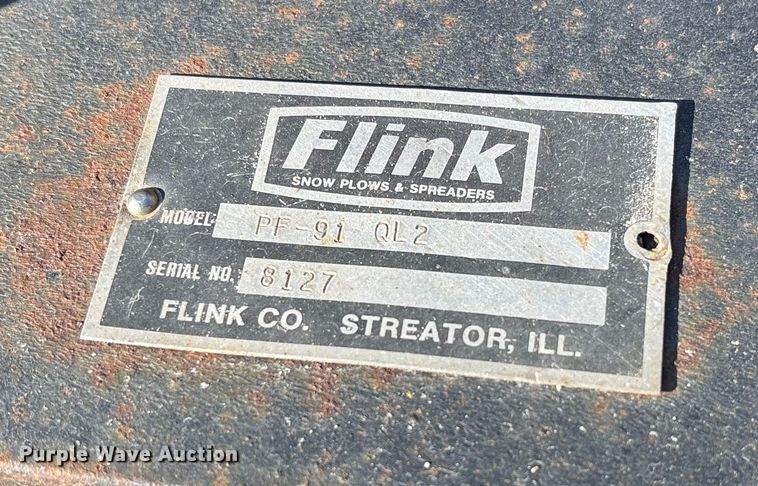 Flink
SNOW PLOWS & SPREADERS
MODEL PF-91 QL2
SERIAL NO. 8127
FLINK CO. STREATOR, ILL.
Purple Wave Auction